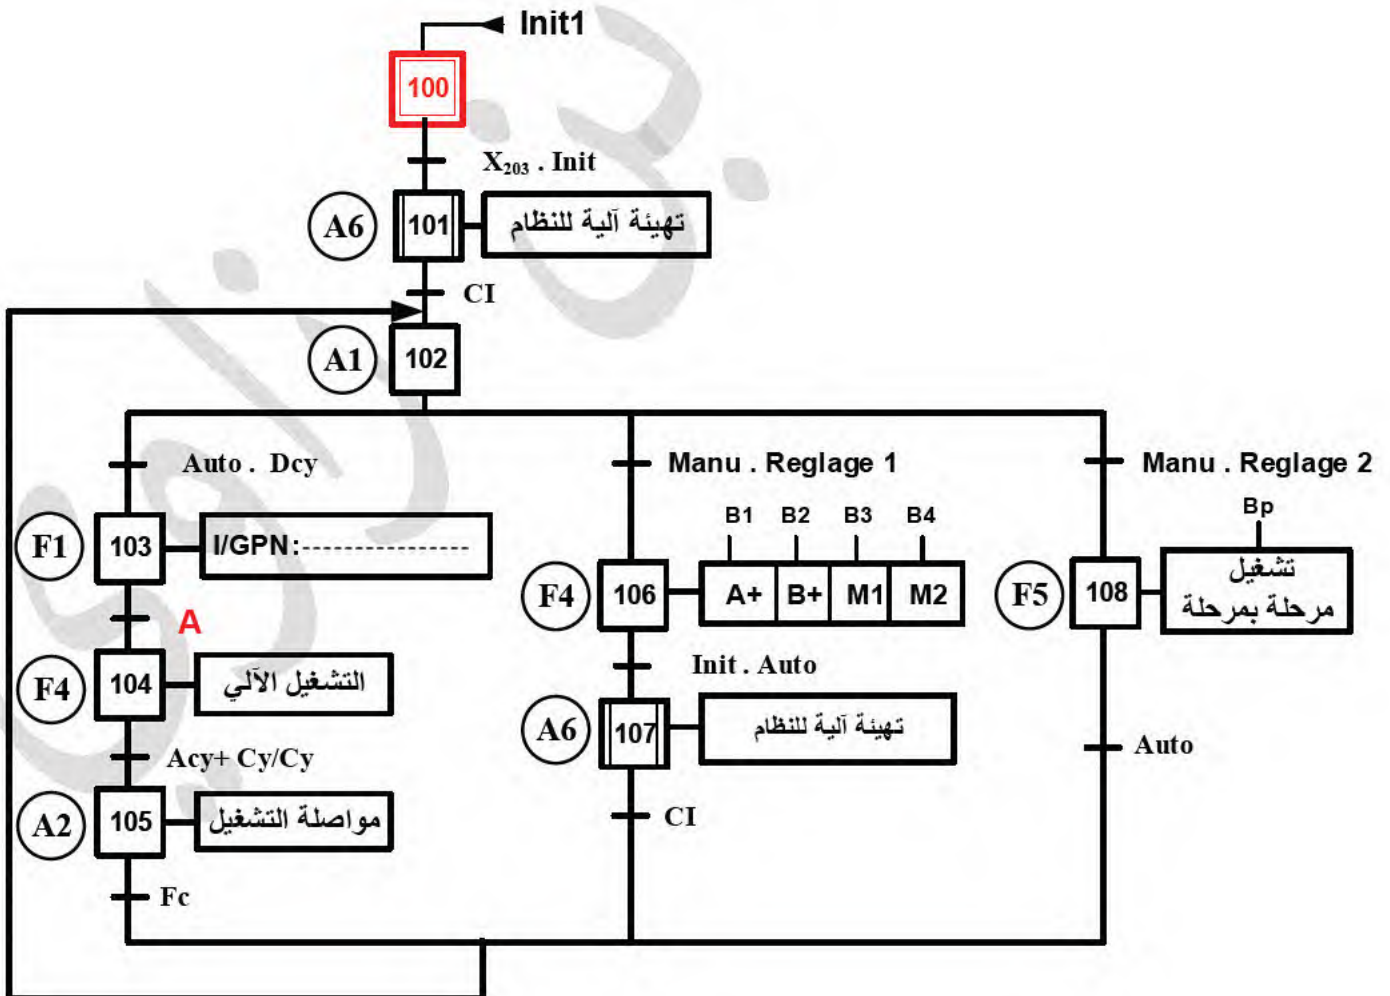 Init1
100
X₂₀₃ . Init
A6
101
تهيئة آلية للنظام
CI
A1
102
Auto . Dcy
Manu . Reglage 1
Manu . Reglage 2
F1
103
I/GPN:------------------
B1 B2 B3 B4
F4
106
A+ B+ M1 M2
Bp
F5
108
تشغيل
مرحلة بمرحلة
A
F4
104
التشغيل الآلي
Init . Auto
A6
107
تهيئة آلية للنظام
Auto
Acy+ Cy/Cy
A2
105
مواصلة التشغيل
CI
Fc